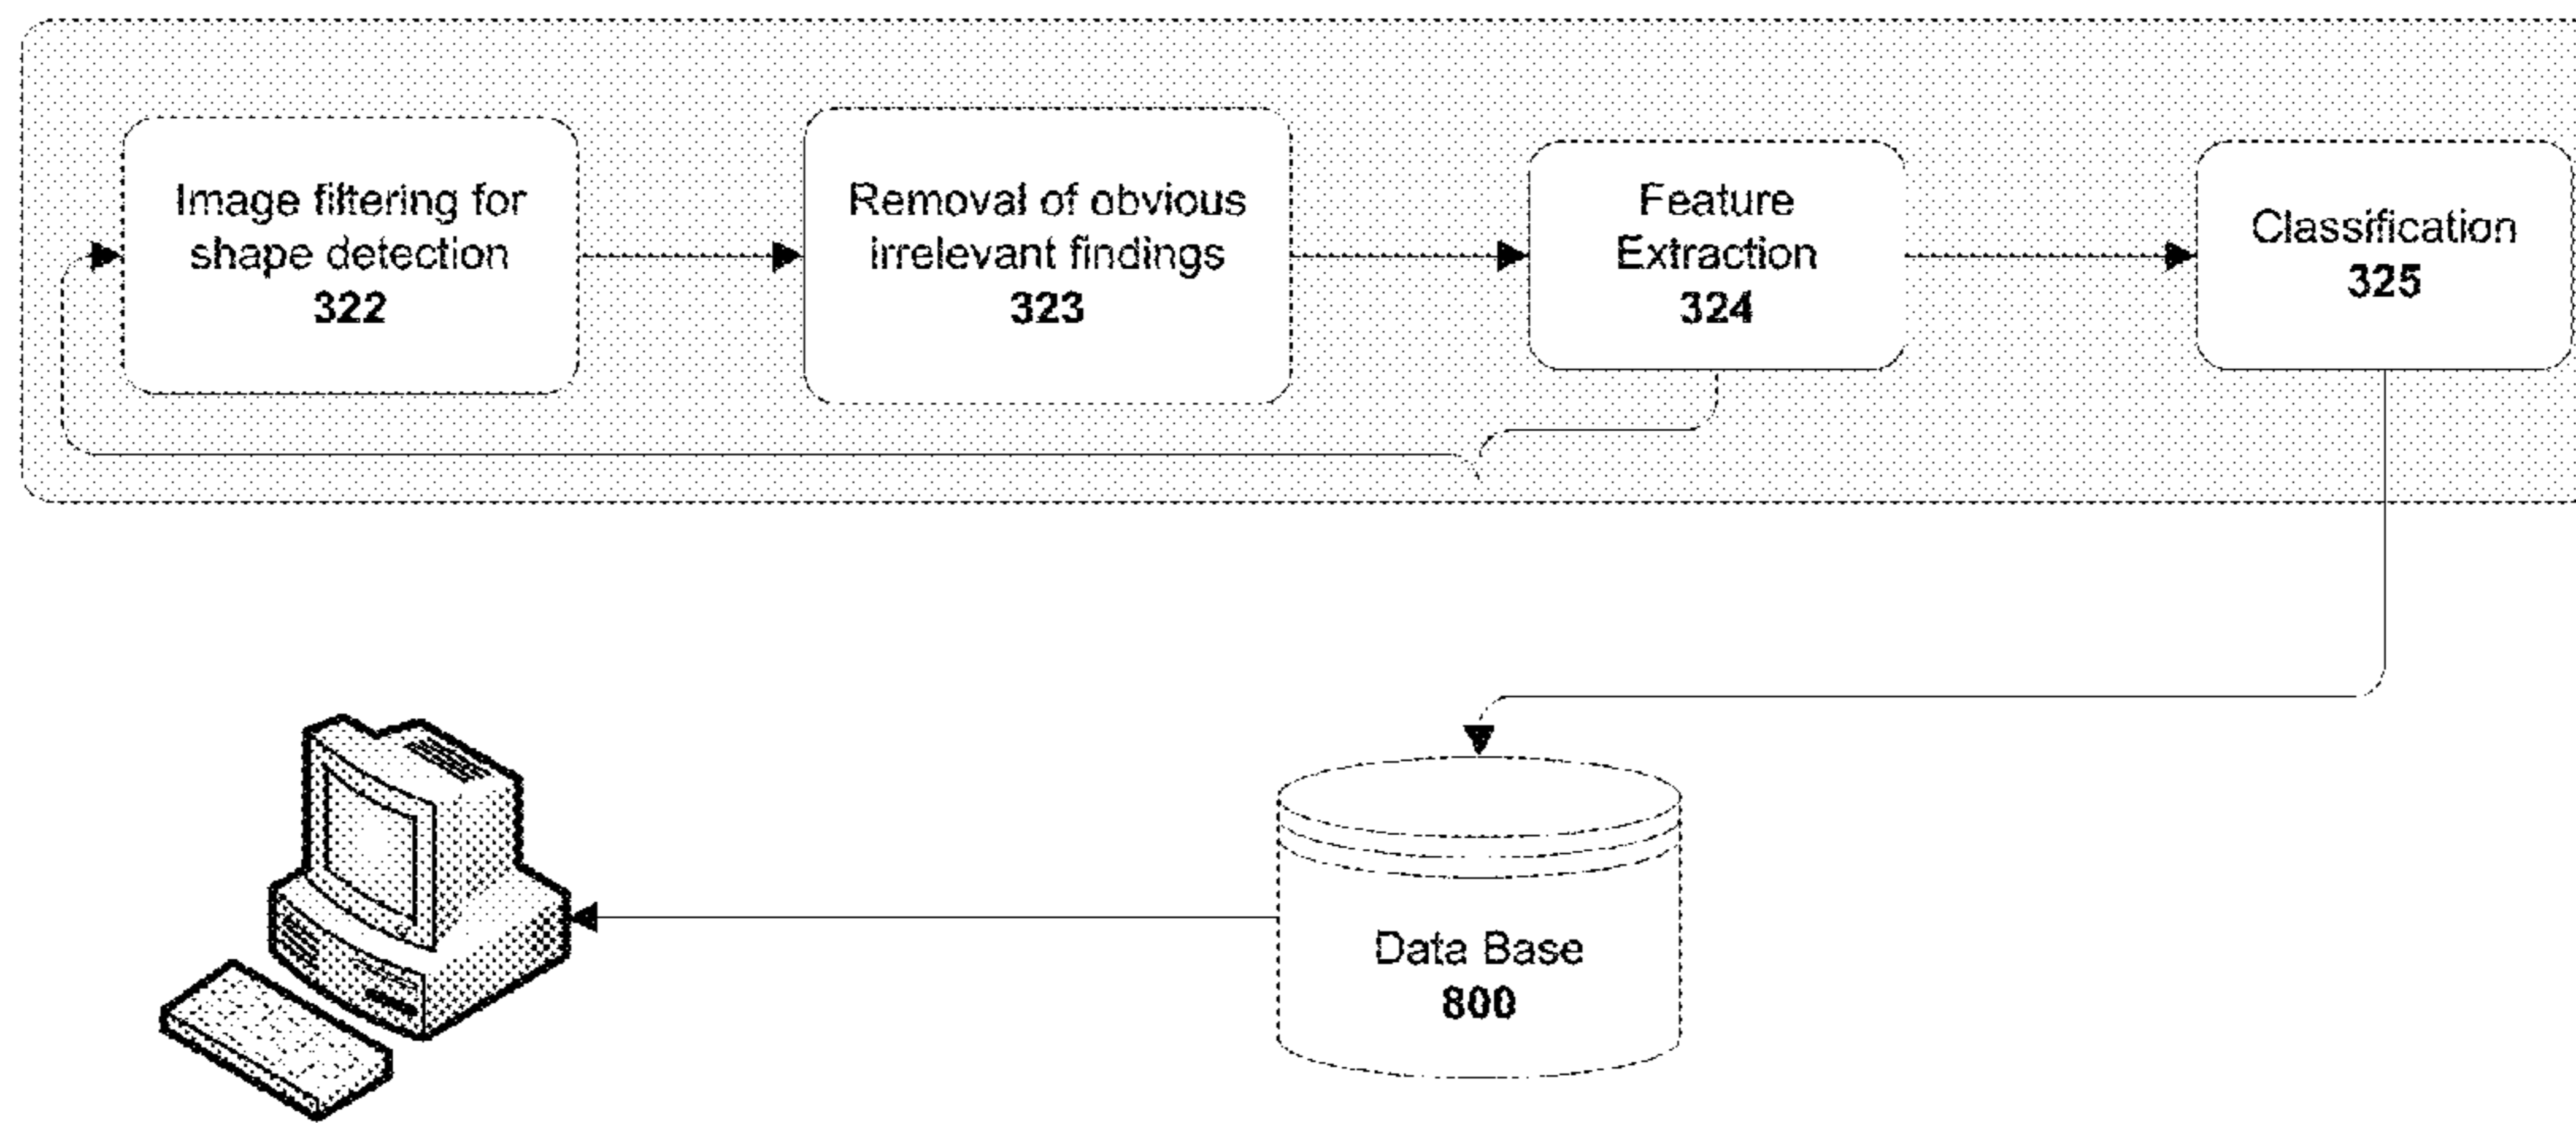 Image filtering for
shape detection
322
Removal of obvious
irrelevant findings
323
Feature
Extraction
324
Classification
325
Data Base
800